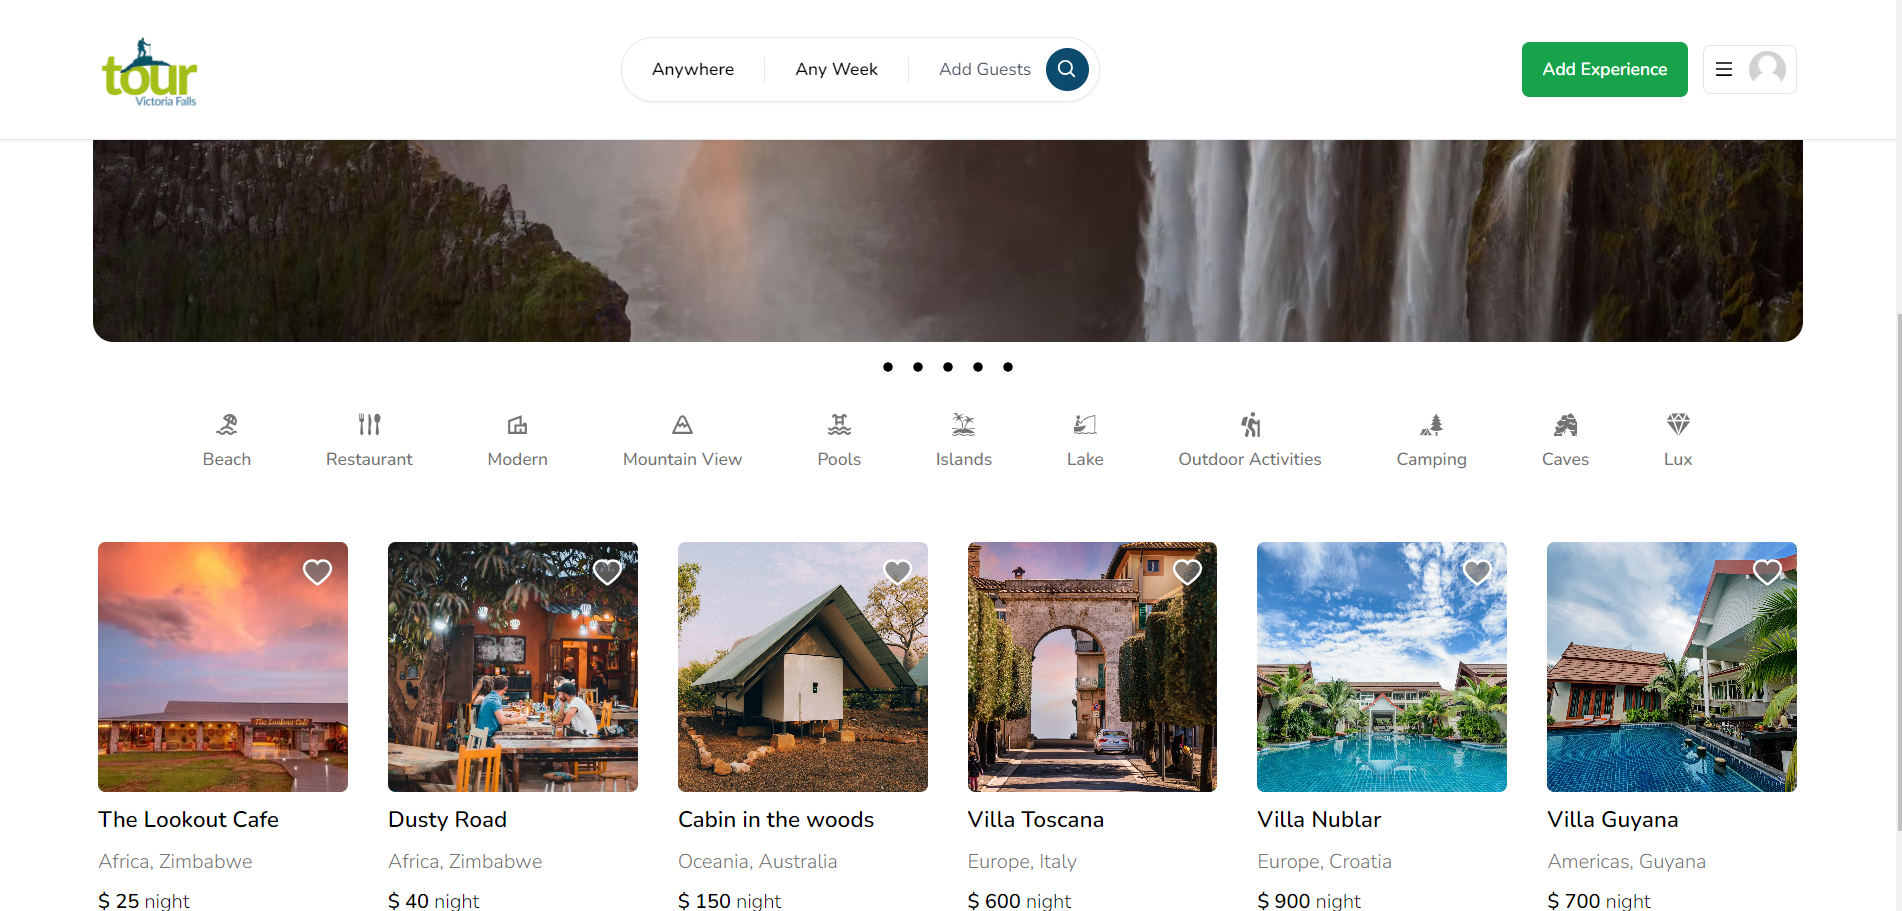 tour
Victoria Falls
Anywhere
Any Week
Add Guests
Add Experience
Beach
Restaurant
Modern
Mountain View
Pools
Islands
Lake
Outdoor Activities
Camping
Caves
Lux
The Lookout Cafe
The Lookout Cafe
Africa, Zimbabwe
$ 25 night
Dusty Road
Africa, Zimbabwe
$ 40 night
Cabin in the woods
Oceania, Australia
$ 150 night
Villa Toscana
Europe, Italy
$ 600 night
Villa Nublar
Europe, Croatia
$ 900 night
Villa Guyana
Americas, Guyana
$ 700 night